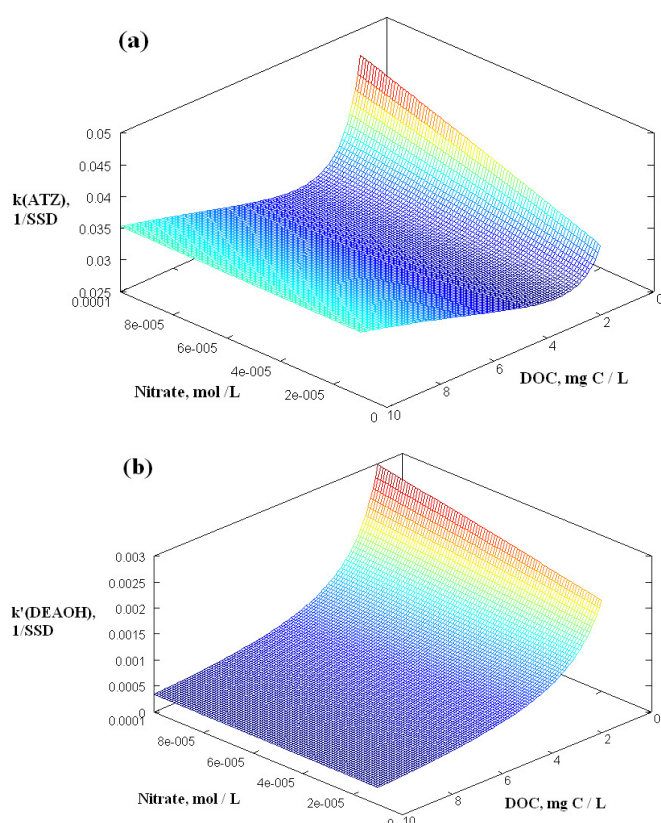 (a)
0.05
0.045
0.04
k(ATZ),
1/SSD
0.035
0.03
0.025
0.0001
8e-005
6e-005
4e-005
2e-005
0
Nitrate, mol /L
10
8
6
4
2
0
DOC, mg C / L
(b)
0.003
0.0025
0.002
k'(DEAOH),
1/SSD
0.0015
0.001
0.0005
0
0.0001
8e-005
6e-005
4e-005
2e-005
0
Nitrate, mol / L
10
8
6
4
2
0
DOC, mg C / L